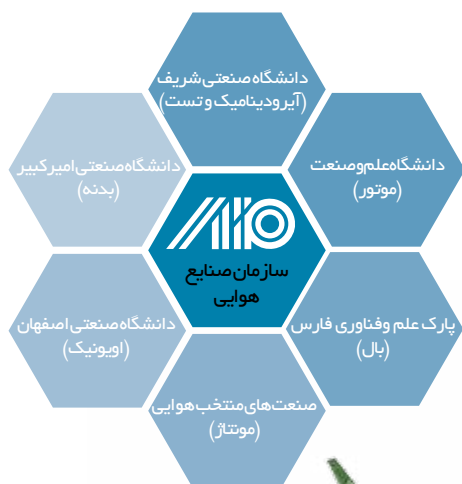 دانشگاه صنعتی شریف
(آیرودینامیک و تست)
دانشگاه علم و صنعت
(موتور)
پارک علم و فناوری فارس
(بال)
صنعت‌های منتخب هوایی
(مونتاژ)
دانشگاه صنعتی اصفهان
(اویونیک)
دانشگاه صنعتی امیرکبیر
(بدنه)
سازمان صنایع
هوایی